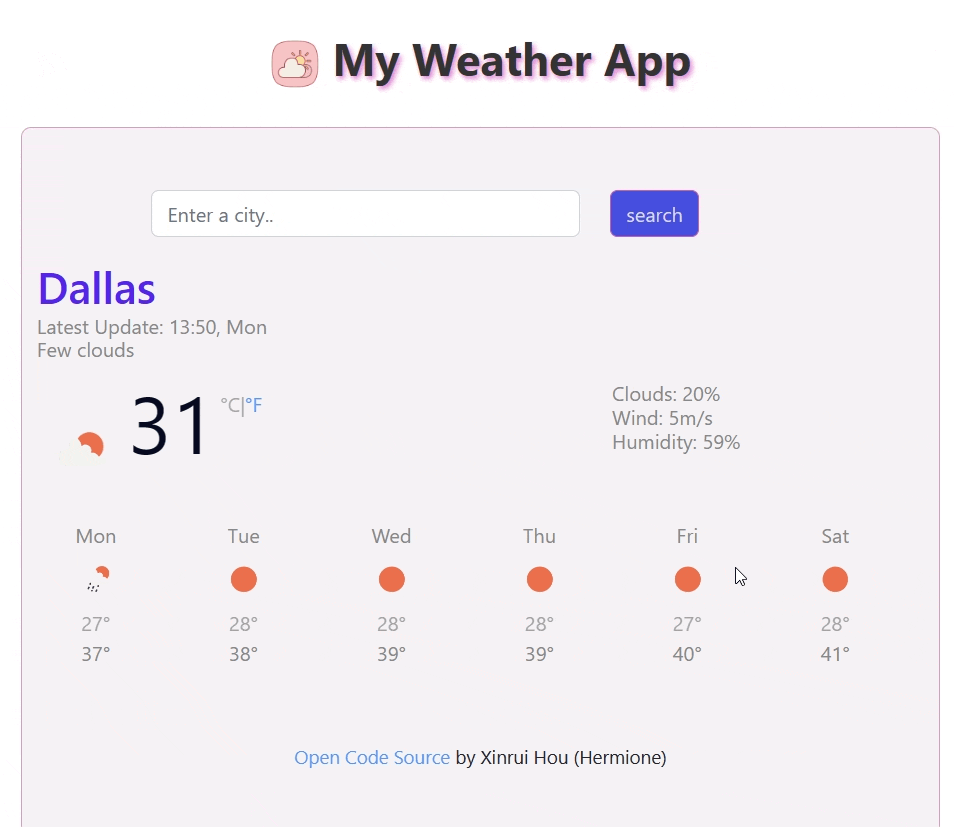 My Weather App
Enter a city..
search
Dallas
Latest Update: 13:50, Mon
Few clouds
31 °C|°F
Clouds: 20%
Wind: 5m/s
Humidity: 59%
Mon Tue Wed Thu Fri Sat
27° 28° 28° 28° 27° 28°
37° 38° 39° 39° 40° 41°
Open Code Source by Xinrui Hou (Hermione)